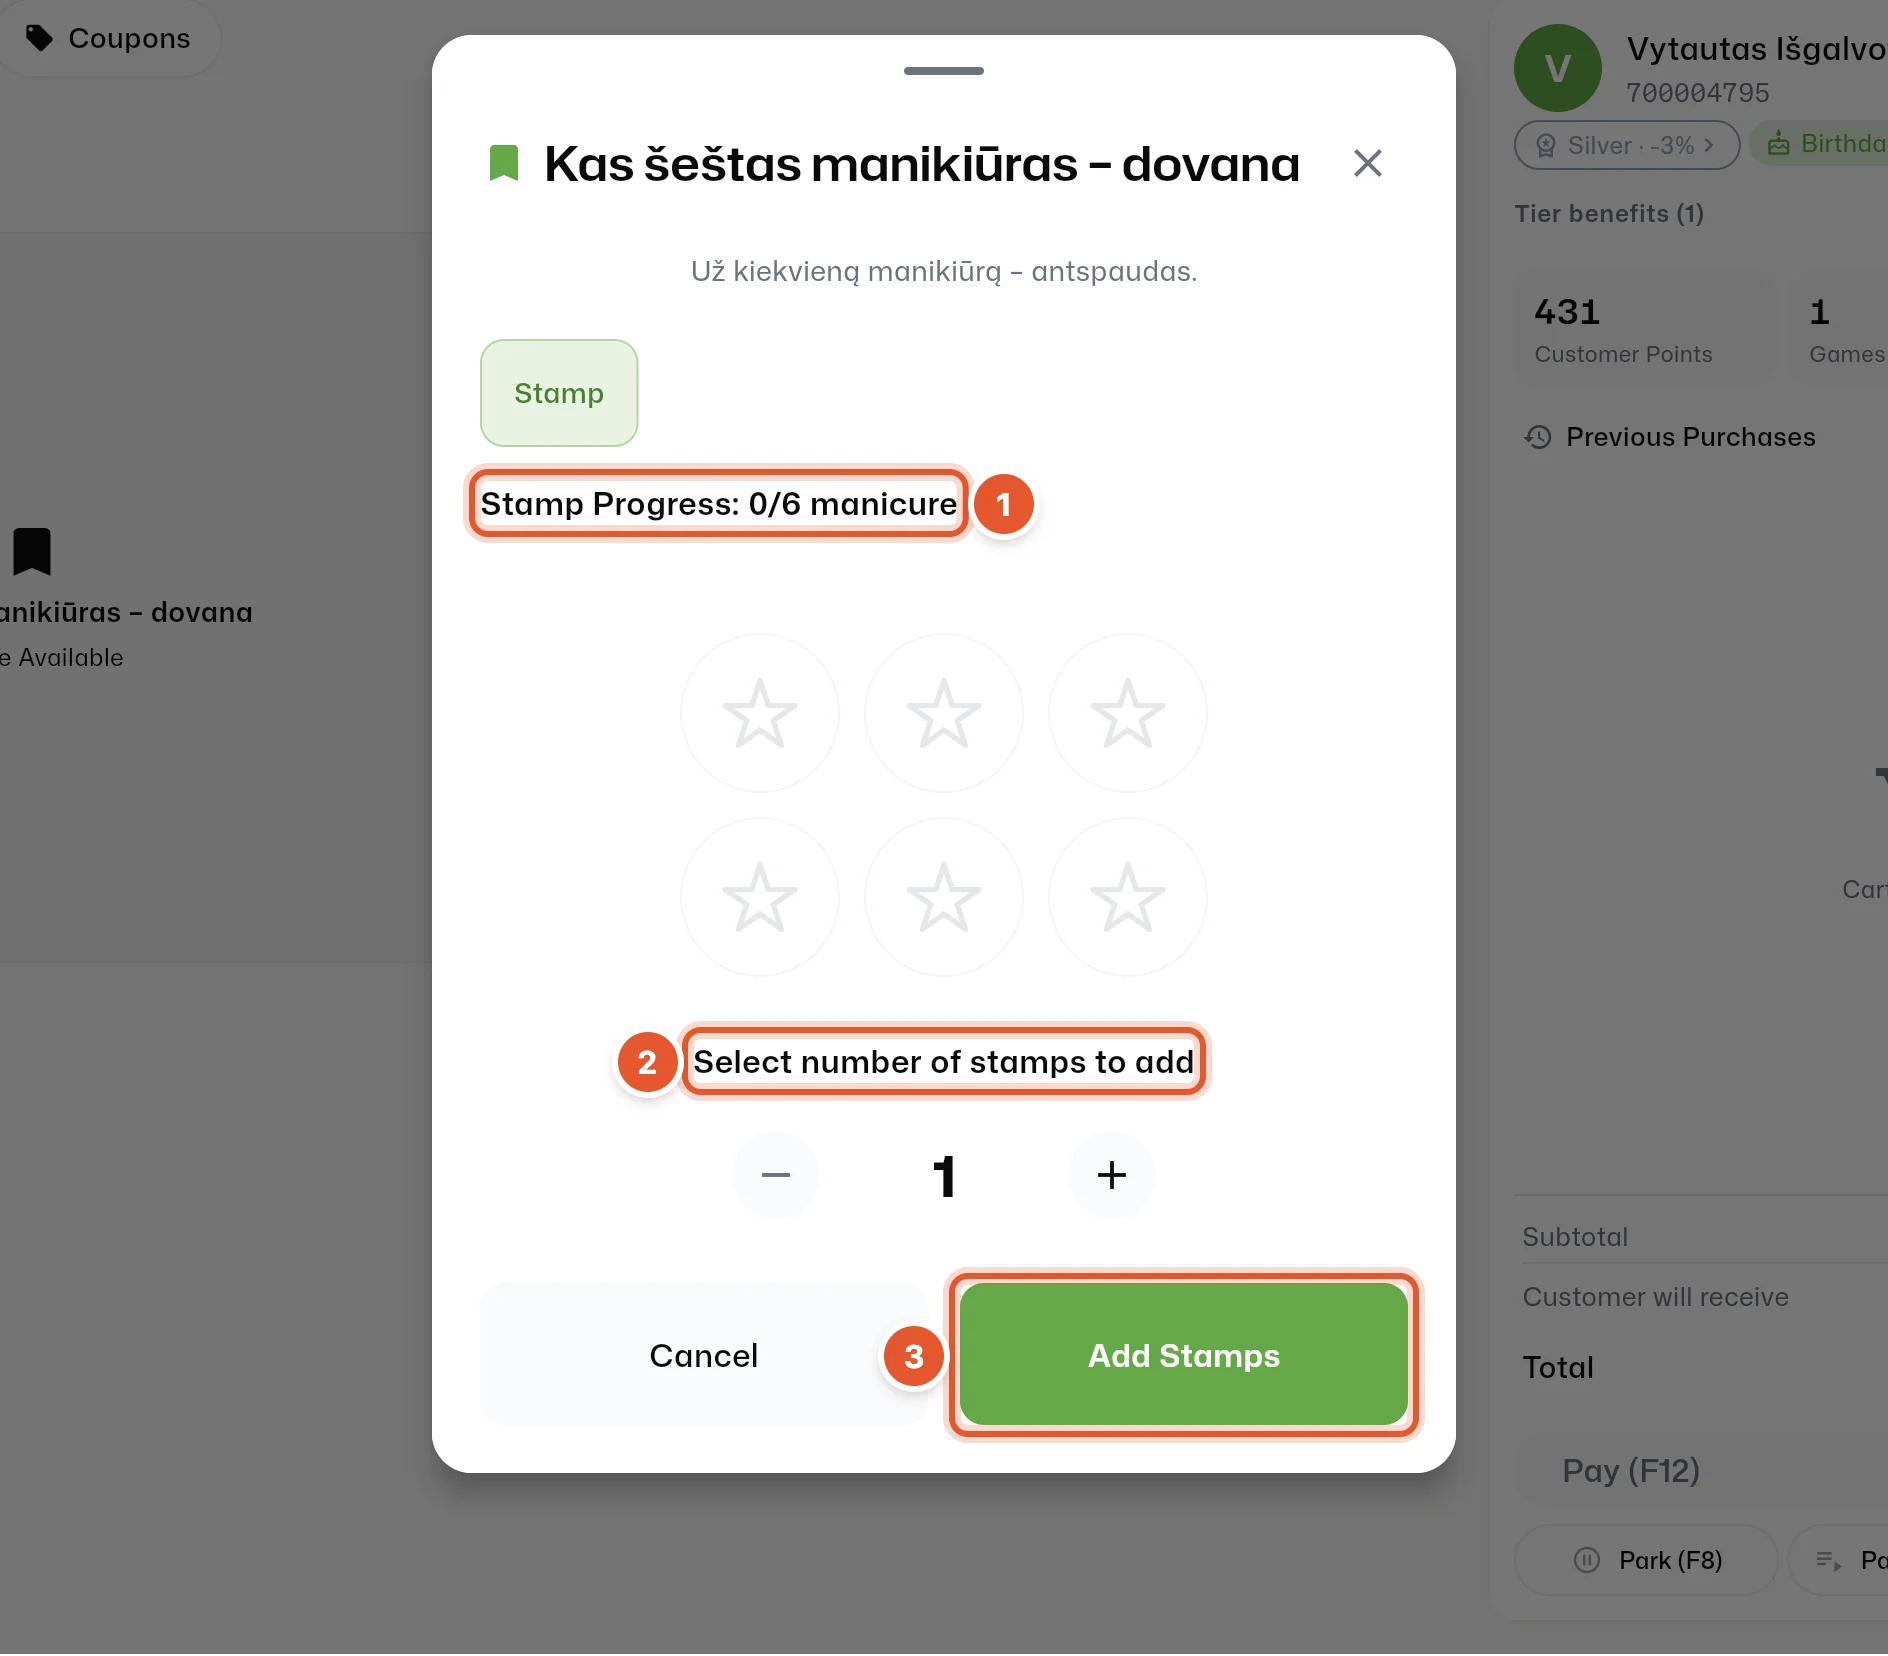 Coupons
Kas šeštas manikiūras – dovana
Už kiekvieną manikiūrą – antspaudas.
Stamp
Stamp Progress: 0/6 manicure
1
2
Select number of stamps to add
1
Cancel
3
Add Stamps
anikiūras – dovana
e Available
V
Vytautas Išgalvo
700004795
Silver · -3%
Birthda
Tier benefits (1)
431
Customer Points
1
Games
Previous Purchases
Cart
Subtotal
Customer will receive
Total
Pay (F12)
Park (F8)
Pa